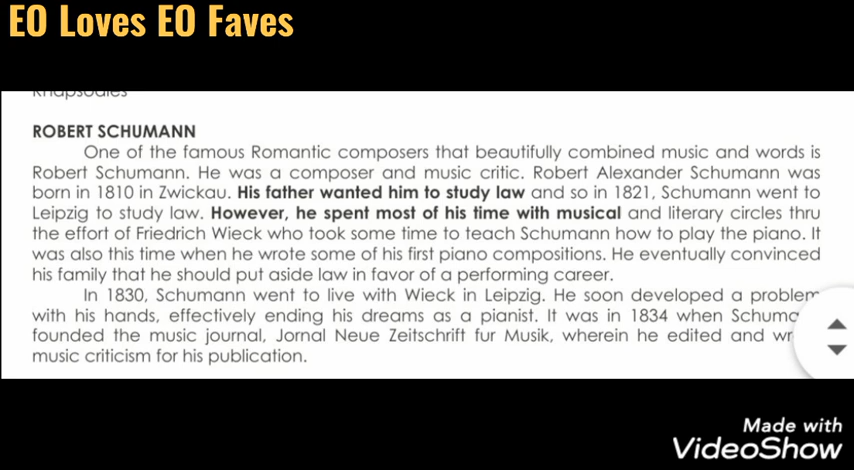 EO Loves EO Faves
Rhapsodies
ROBERT SCHUMANN
One of the famous Romantic composers that beautifully combined music and words is
Robert Schumann. He was a composer and music critic. Robert Alexander Schumann was
born in 1810 in Zwickau. His father wanted him to study law and so in 1821, Schumann went to
Leipzig to study law. However, he spent most of his time with musical and literary circles thru
the effort of Friedrich Wieck who took some time to teach Schumann how to play the piano. It
was also this time when he wrote some of his first piano compositions. He eventually convinced
his family that he should put aside law in favor of a performing career.
In 1830, Schumann went to live with Wieck in Leipzig. He soon developed a problem
with his hands, effectively ending his dreams as a pianist. It was in 1834 when Schuma
founded the music journal, Jornal Neue Zeitschrift fur Musik, wherein he edited and wr
music criticism for his publication.
Made with
VideoShow